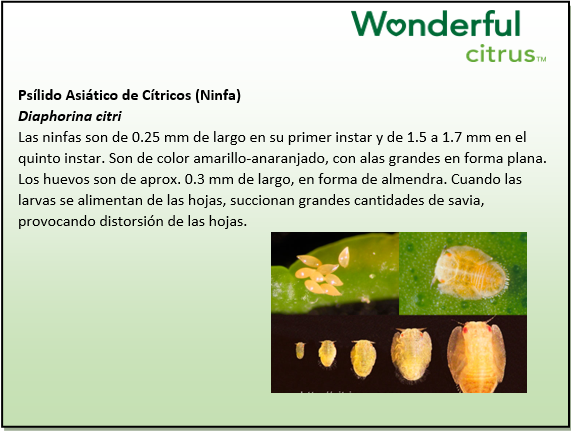 Wonderful
citrus™
Psílido Asiático de Cítricos (Ninfa)
Diaphorina citri
Las ninfas son de 0.25 mm de largo en su primer instar y de 1.5 a 1.7 mm en el
quinto instar. Son de color amarillo-anaranjado, con alas grandes en forma plana.
Los huevos son de aprox. 0.3 mm de largo, en forma de almendra. Cuando las
larvas se alimentan de las hojas, succionan grandes cantidades de savia,
provocando distorsión de las hojas.